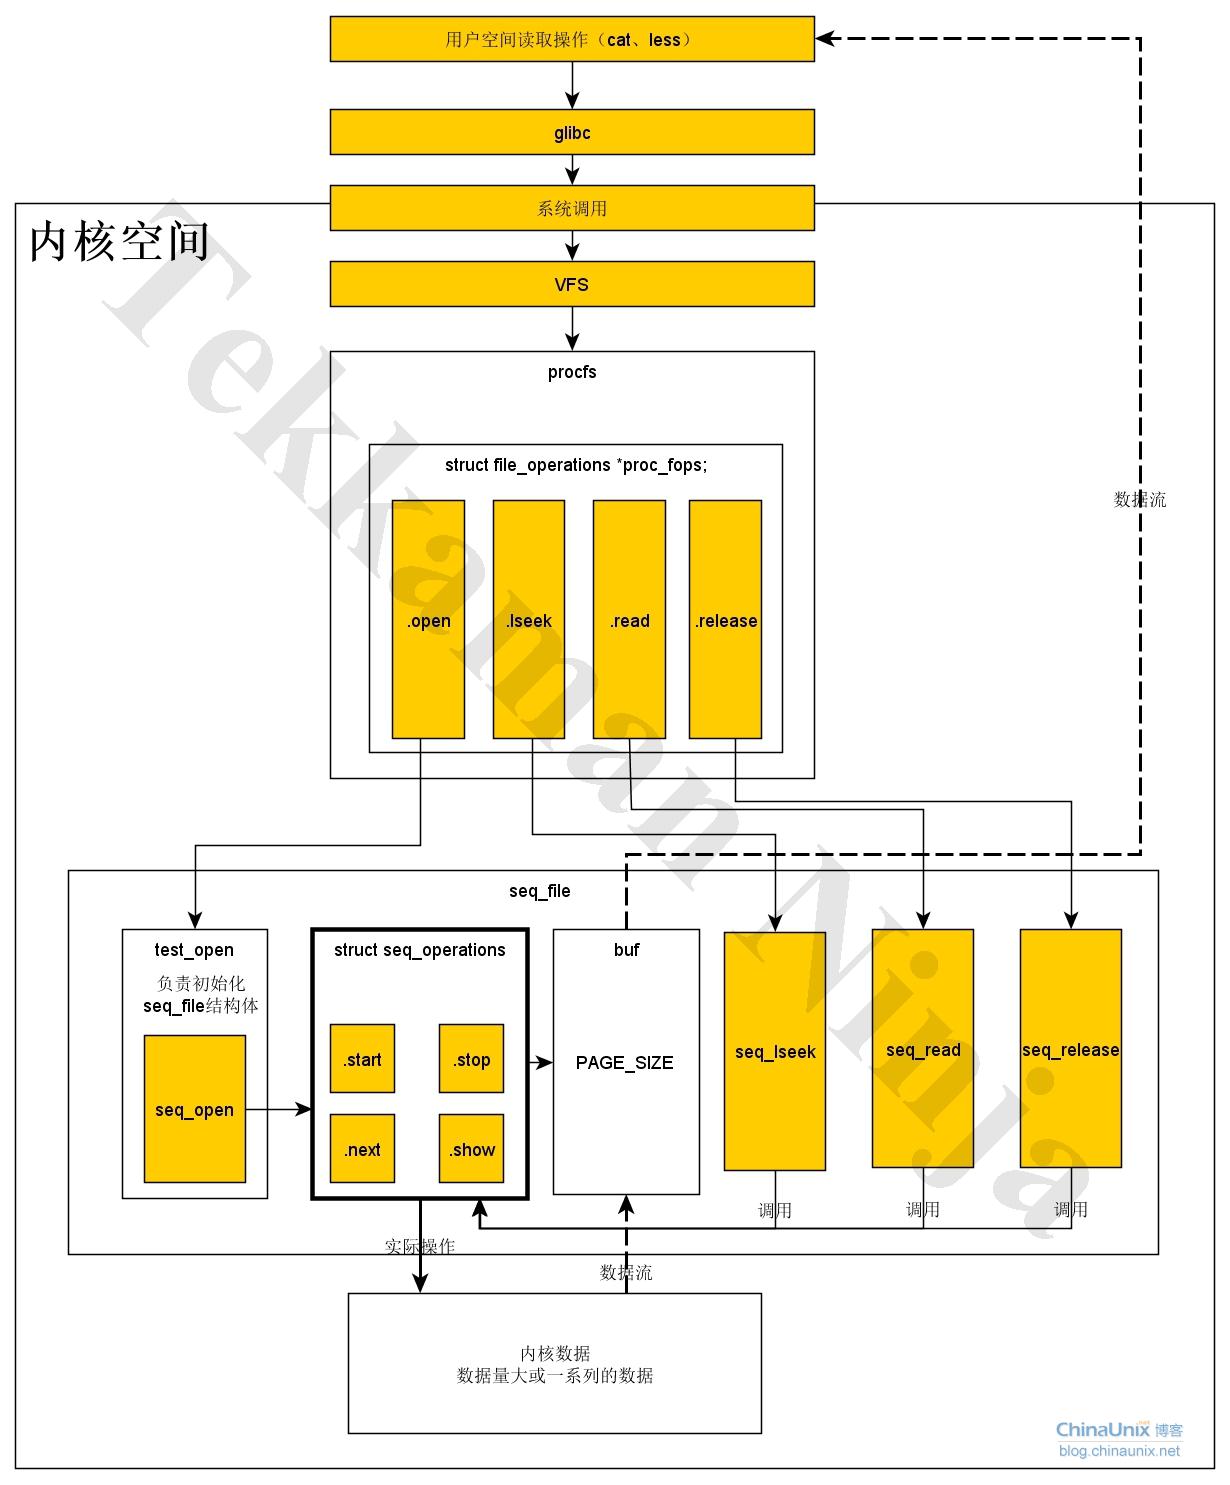 用户空间读取操作（cat、less）
glibc
系统调用
内核空间
VFS
procfs
struct file_operations *proc_fops;
.open
.lseek
.read
.release
数据流
seq_file
test_open
负责初始化
seq_file结构体
seq_open
struct seq_operations
.start
.stop
.next
.show
buf
PAGE_SIZE
seq_lseek
seq_read
seq_release
调用
调用
调用
实际操作
数据流
内核数据
数据量大或一系列的数据
Tekkaman Ninja
ChinaUnix.net 博客
blog.chinaunix.net